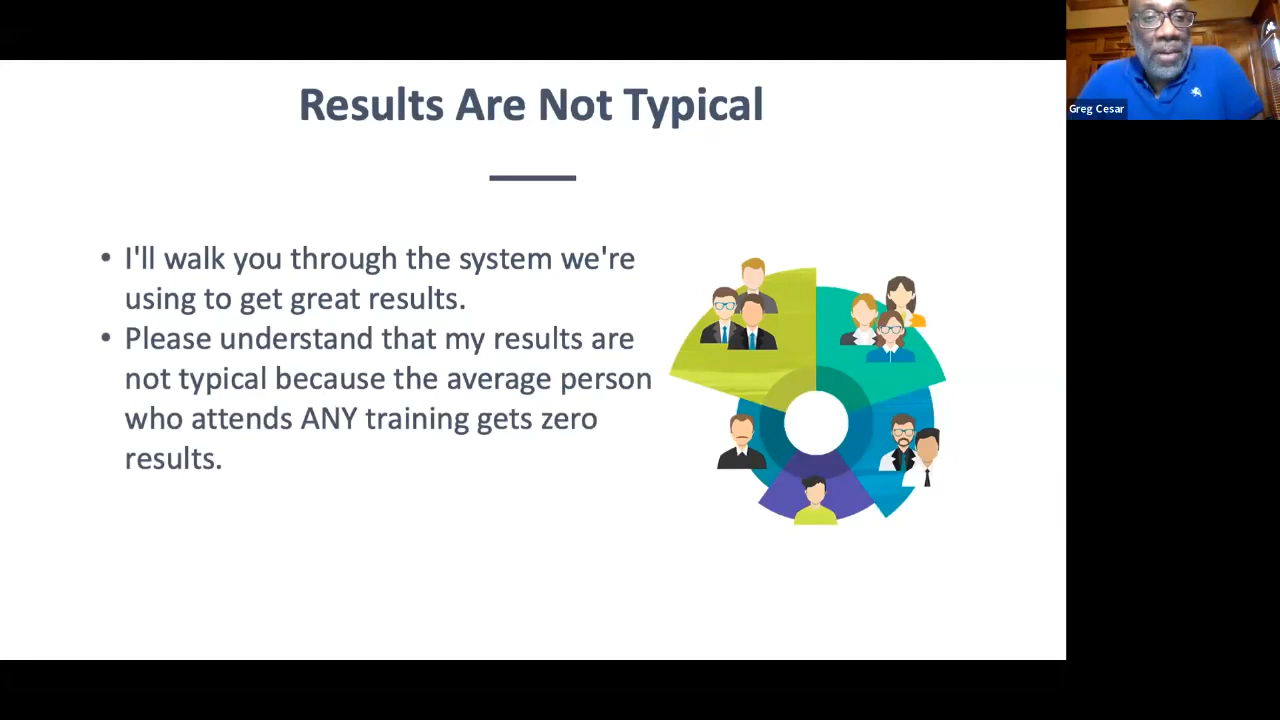 Results Are Not Typical
• I'll walk you through the system we're
using to get great results.
• Please understand that my results are
not typical because the average person
who attends ANY training gets zero
results.
Greg Cesar